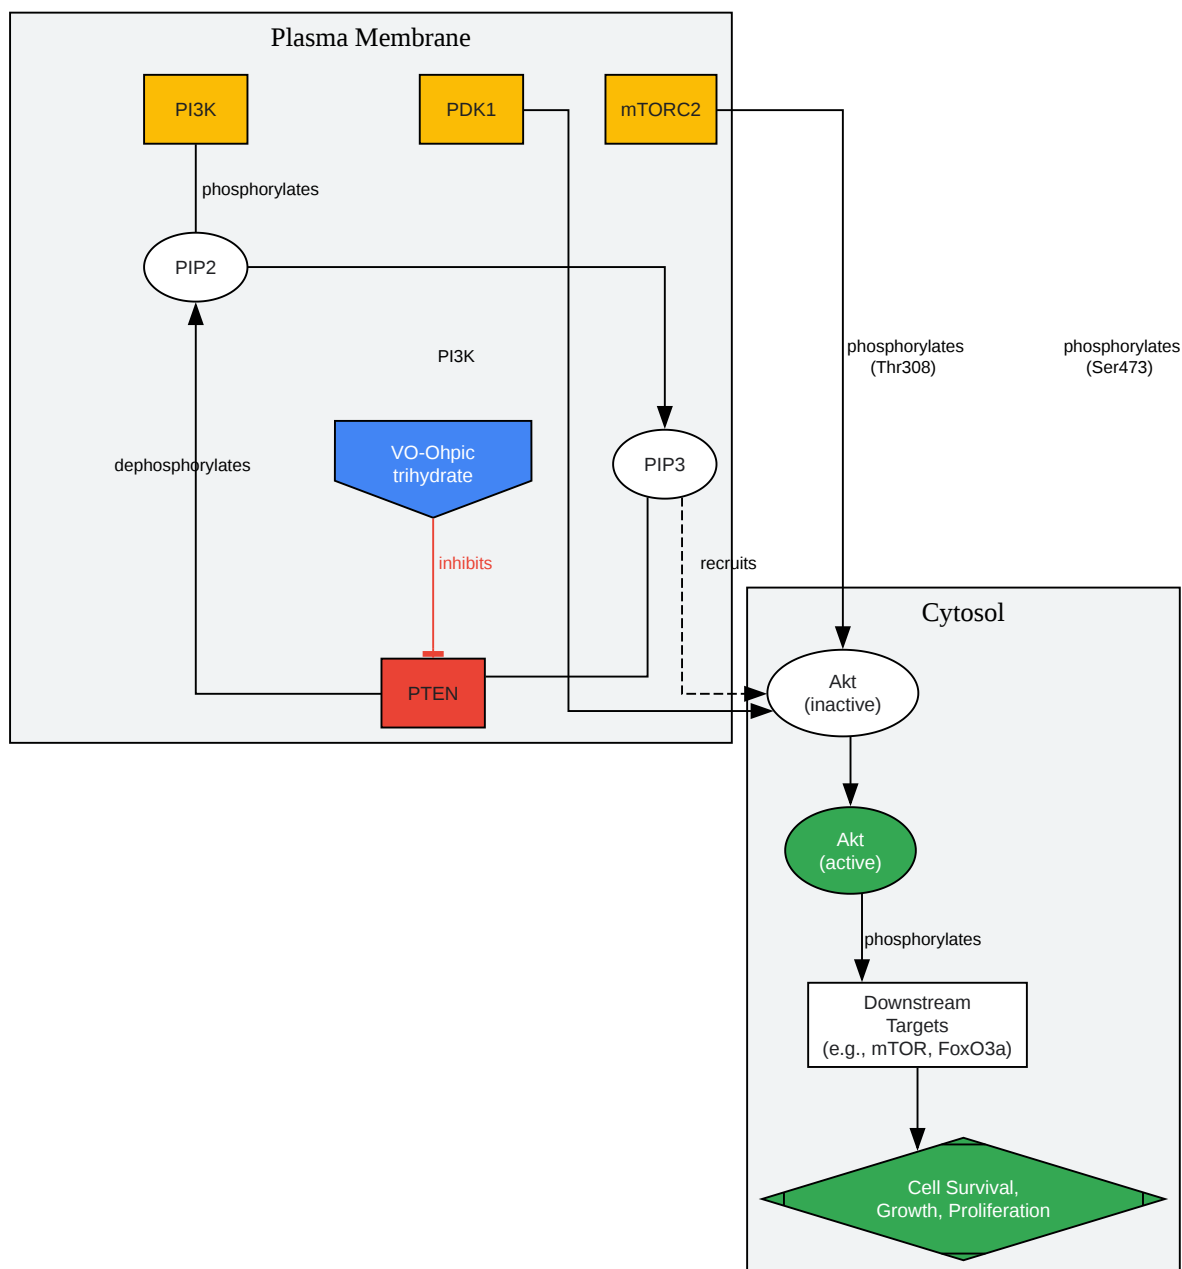 Plasma Membrane
PI3K
PDK1
mTORC2
phosphorylates
PIP2
phosphorylates
(Thr308)
phosphorylates
(Ser473)
PI3K
VO-Ohpic
trihydrate
PIP3
dephosphorylates
inhibits
recruits
Cytosol
PTEN
Akt
(inactive)
Akt
(active)
phosphorylates
Downstream
Targets
(e.g., mTOR, FoxO3a)
Cell Survival,
Growth, Proliferation